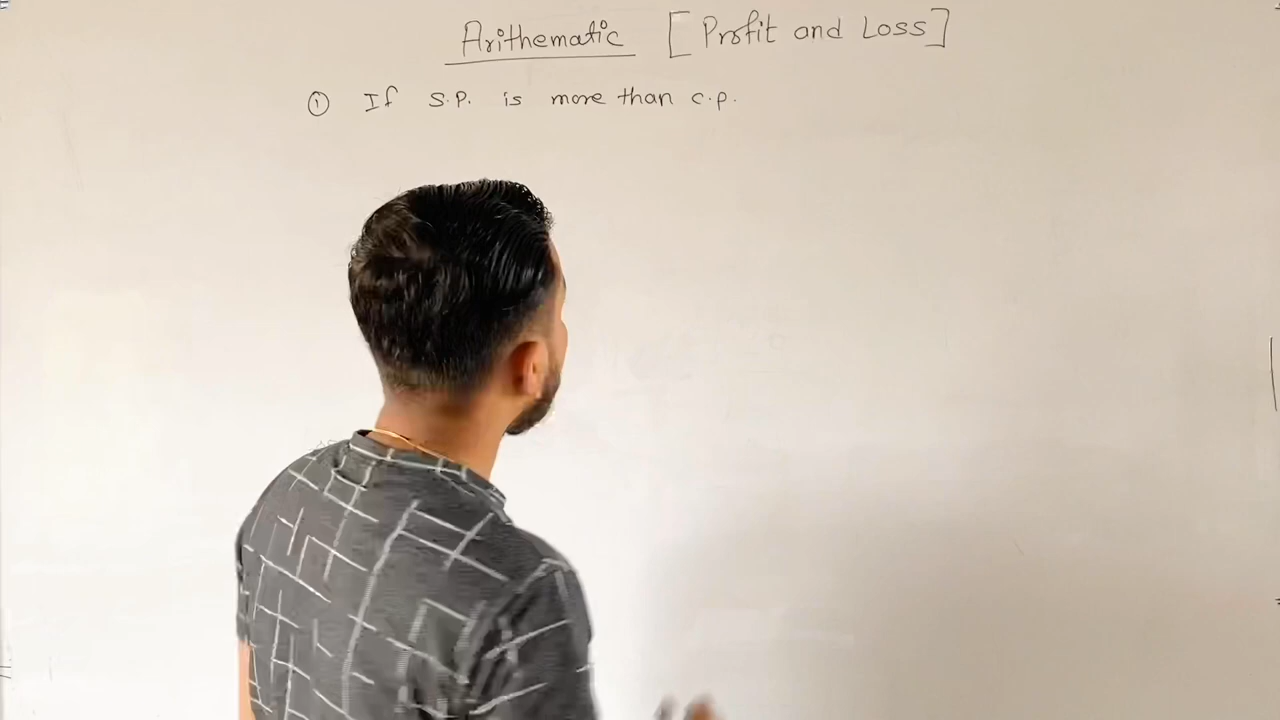 Arithematic [Profit and Loss]
① If S.P. is more than c.p.